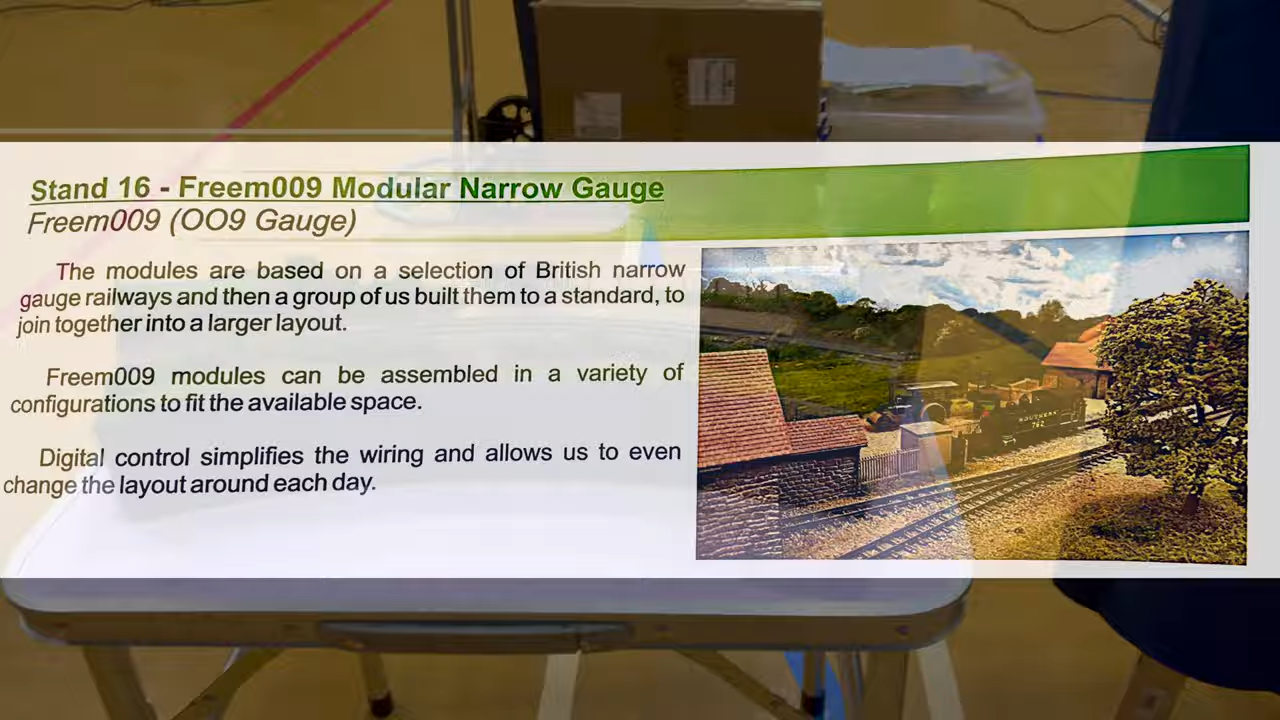 Stand 16 - Freem009 Modular Narrow Gauge
Freem009 (OO9 Gauge)
The modules are based on a selection of British narrow
gauge railways and then a group of us built them to a standard, to
join together into a larger layout.
Freem009 modules can be assembled in a variety of
configurations to fit the available space.
Digital control simplifies the wiring and allows us to even
change the layout around each day.
SOUTHERN
762